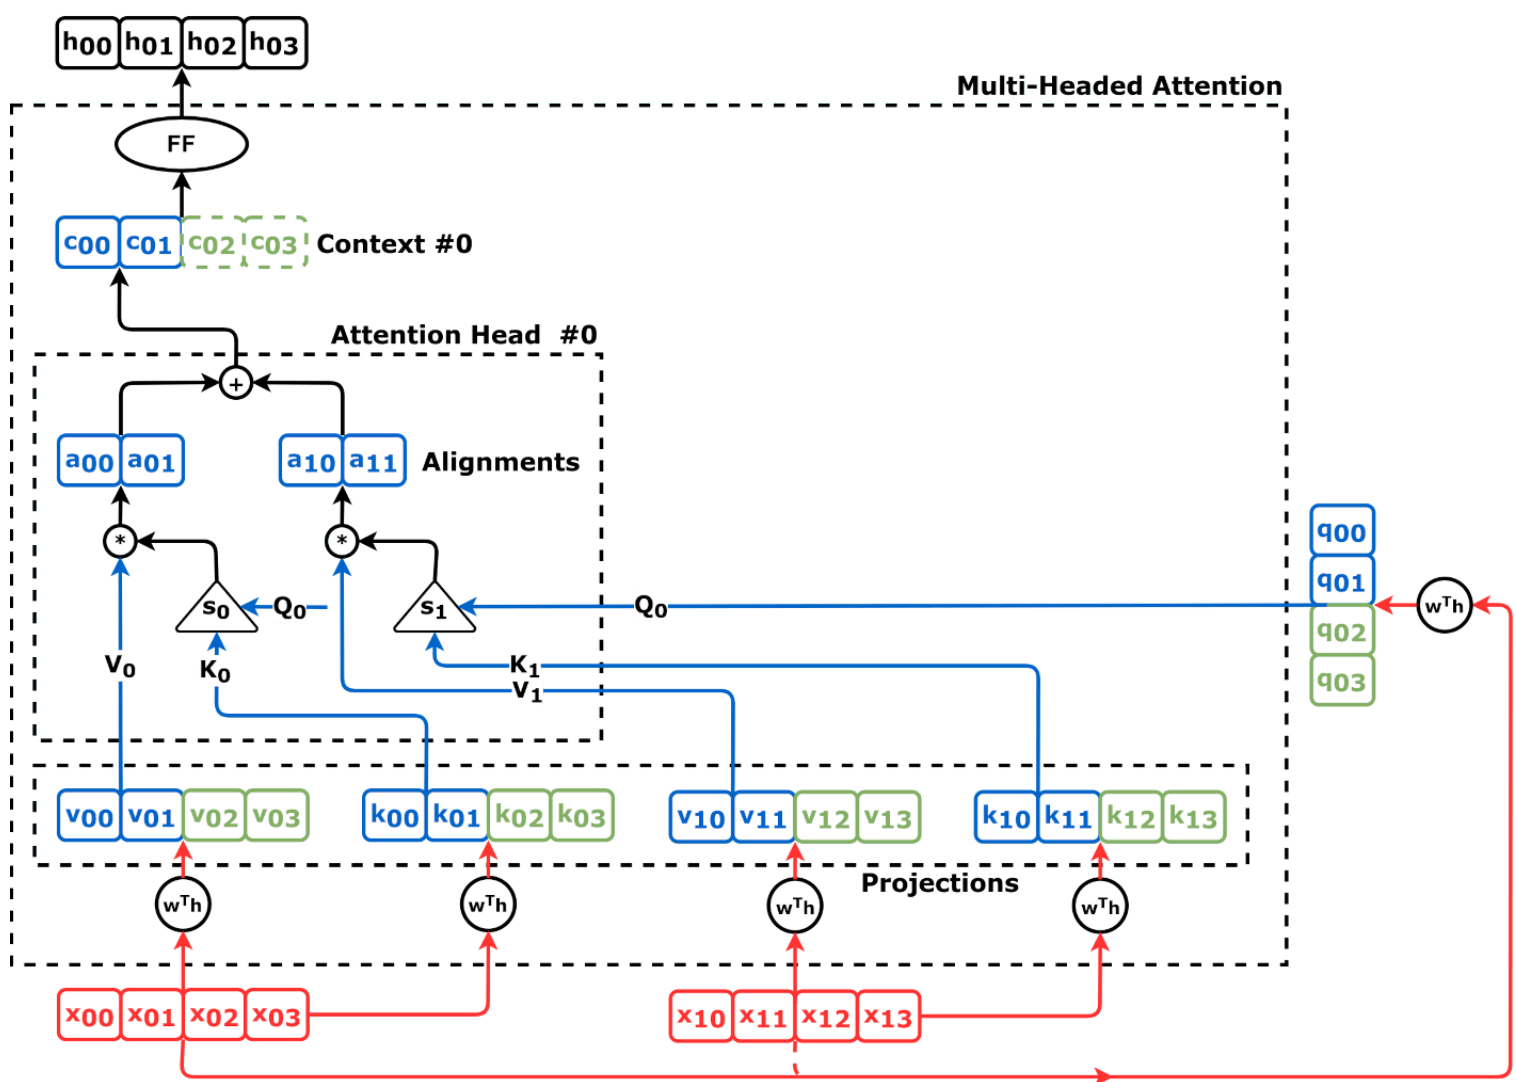 h00 h01 h02 h03
Multi-Headed Attention
FF
c00 c01 c02 c03 Context #0
Attention Head #0
+
a00 a01 a10 a11 Alignments
* *
q00
q01
q02
q03
s0 Q0 s1 Q0 wTh
V0 K0 K1
V1
v00 v01 v02 v03 k00 k01 k02 k03 v10 v11 v12 v13 k10 k11 k12 k13
Projections
wTh wTh wTh wTh
x00 x01 x02 x03 x10 x11 x12 x13